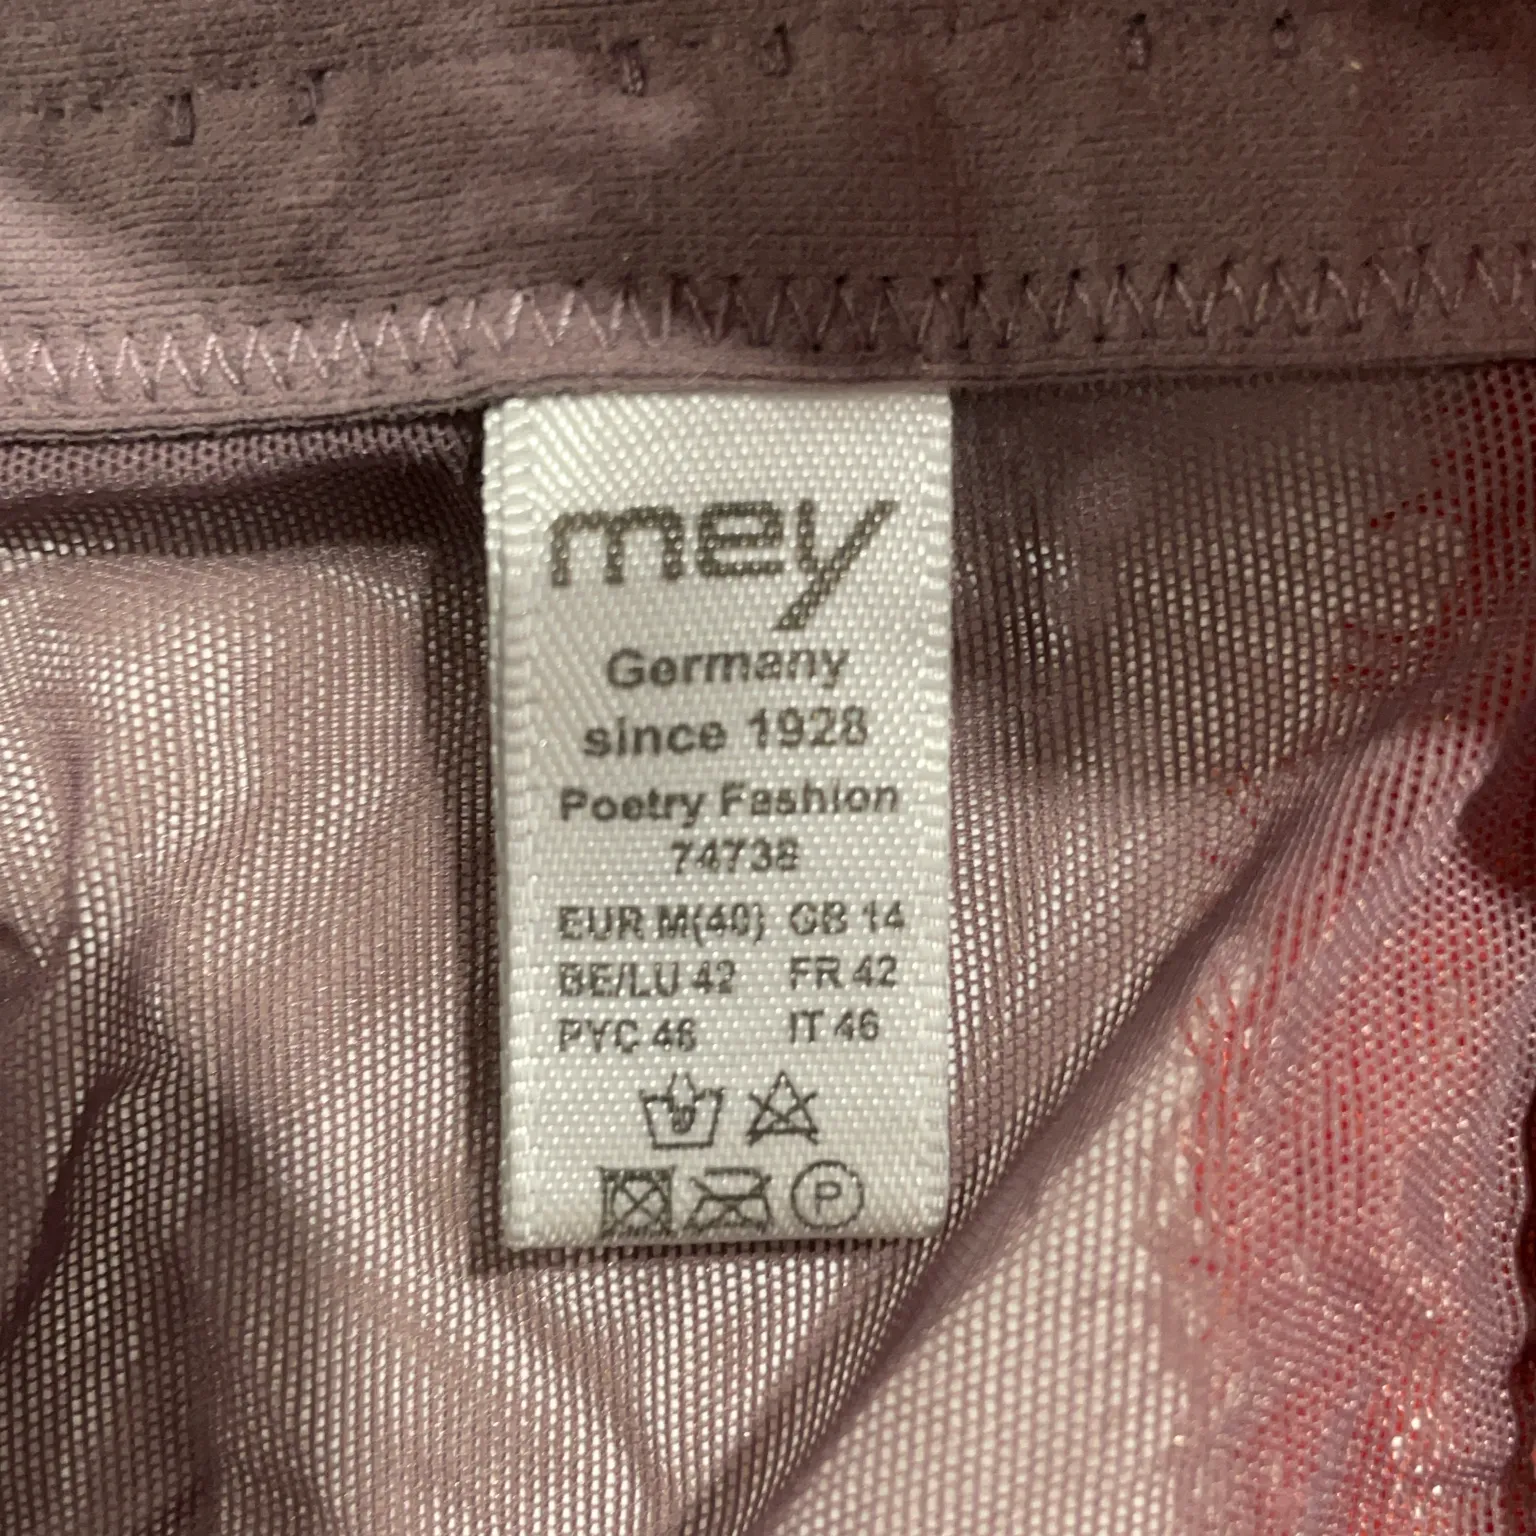 mey
Germany
since 1928
Poetry Fashion
74738
EUR M(40) GB 14
BE/LU 42 FR 42
РУС 46 IT 46
P